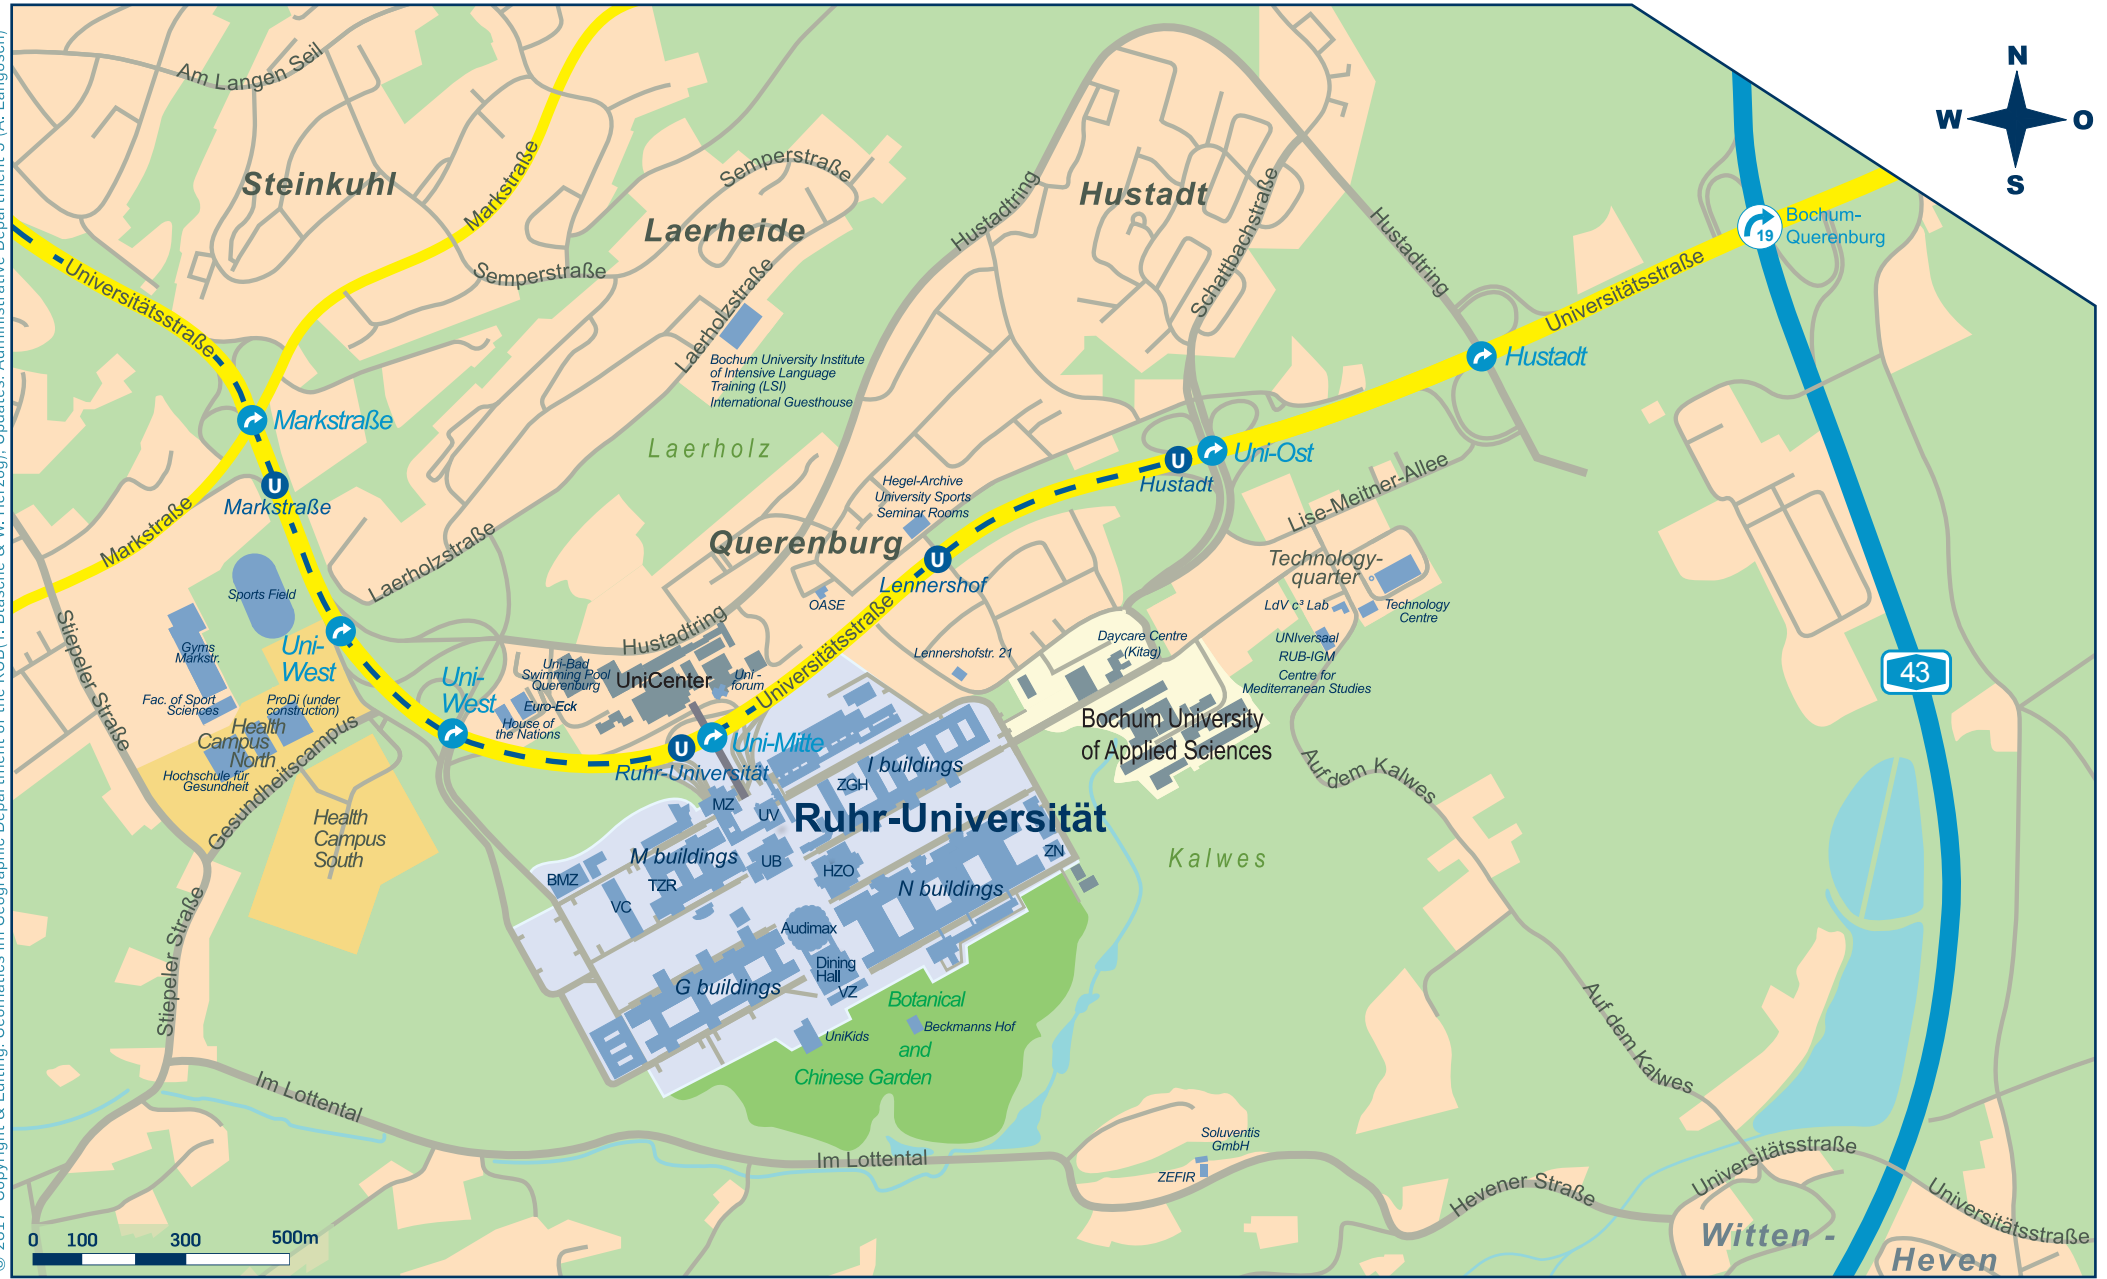 N
W
O
S
Am Langen Seil
Steinkuhl
Markstraße
Semperstraße
Laerheide
Semperstraße
Hustadtring
Hustadt
Schattbachstraße
Hustadtring
19
Bochum-
Querenburg
Universitätsstraße
Universitätsstraße
Laerholzstraße
Bochum University Institute
of Intensive Language
Training (LSI)
International Guesthouse
Hustadt
Markstraße
Laerholz
Uni-Ost
U
Hustadt
U
Markstraße
Markstraße
Hegel-Archive
University Sports
Seminar Rooms
Lise-Meitner-Allee
Querenburg
U
Lennershof
Laerholzstraße
Technology-
quarter
Sports Field
OASE
LdV c³ Lab
Technology
Centre
Stiepeler Straße
Gyms
Markstr.
Uni-
West
Hustadtring
Universitätsstraße
Daycare Centre
(Kitag)
UNIversaal
RUB-IGM
Centre for
Mediterranean Studies
Lennershofstr. 21
Uni-Bad
Swimming Pool
Querenburg
UniCenter
Uni -
forum
Uni-
West
Euro-Eck
House of
the Nations
43
Fac. of Sport
Sciences
ProDi (under
construction)
Health
Campus
North
Hochschule für
Gesundheit
Gesundheitscampus
Bochum University
of Applied Sciences
U
Uni-Mitte
Ruhr-Universität
I buildings
ZGH
MZ
UV
Ruhr-Universität
Auf dem Kalwes
Health
Campus
South
M buildings
UB
HZO
ZN
Kalwes
BMZ
TZR
VC
N buildings
Audimax
Stiepeler Straße
Dining
Hall
VZ
G buildings
Botanical
Beckmanns Hof
UniKids
and
Chinese Garden
Auf dem Kalwes
Im Lottental
Im Lottental
Soluventis
GmbH
ZEFIR
Hevener Straße
Universitätsstraße
Universitätsstraße
Witten -
Heven
0 100 300 500m